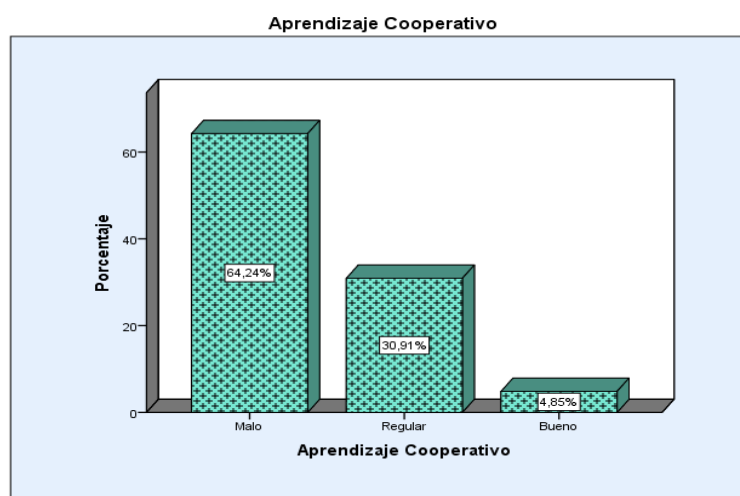 Aprendizaje Cooperativo
Porcentaje
60
40
20
0
64,24%
30,91%
4,85%
Malo Regular Bueno
Aprendizaje Cooperativo